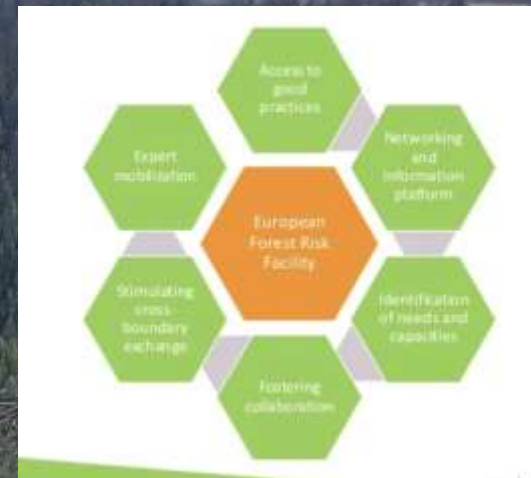 Access to
good
practices
Networking
and
information
platform
Identification
of needs and
capacities
Fostering
collaboration
Stimulating
cross-
boundary
exchange
Expert
mobilization
European
Forest Risk
Facility